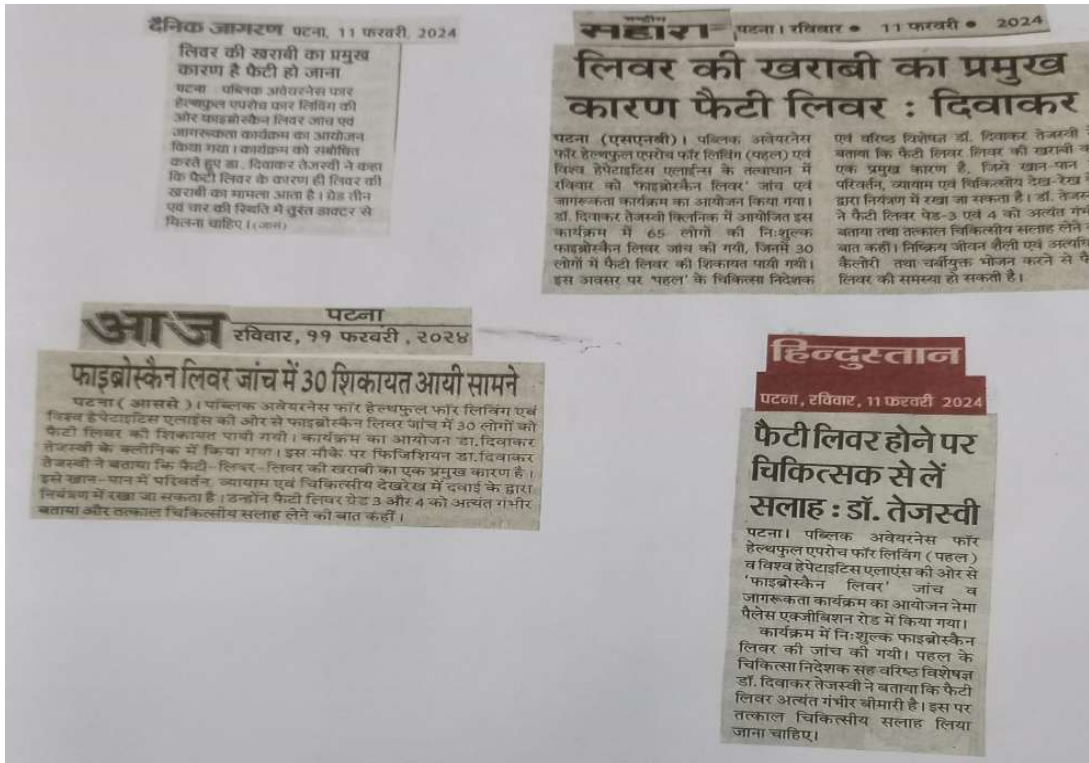 दैनिक जागरण पटना, 11 फरवरी, 2024
लिवर की खराबी का प्रमुख
कारण है फैटी हो जाना
पटना : पब्लिक अवेयरनेस फार
हेल्थफुल एप्रोच फार लिविंग की
ओर फाइब्रोस्कैन लिवर जांच एवं
जागरूकता कार्यक्रम का आयोजन
किया गया। कार्यक्रम को संबोधित
करते हुए डा. दिवाकर तेजस्वी ने कहा
कि फैटी लिवर के कारण ही लिवर की
खराबी का मामला आता है। ग्रेड तीन
एवं चार की स्थिति में तुरंत डाक्टर से
मिलना चाहिए। (जासं)
राष्ट्रीय
सहारा पटना। रविवार • 11 फरवरी • 2024
लिवर की खराबी का प्रमुख
कारण फैटी लिवर : दिवाकर
पटना (एसएनबी)। पब्लिक अवेयरनेस
फॉर हेल्थफुल एप्रोच फॉर लिविंग (पहल) एवं
विश्व हेपेटाइटिस एलाईन्स के तत्वाधान में
रविवार को 'फाइब्रोस्कैन लिवर' जांच एवं
जागरूकता कार्यक्रम का आयोजन किया गया।
डॉ. दिवाकर तेजस्वी क्लिनिक में आयोजित इस
कार्यक्रम में 65 लोगों की निःशुल्क
फाइब्रोस्कैन लिवर जांच की गयी, जिनमें 30
लोगों में फैटी लिवर की शिकायत पायी गयी।
इस अवसर पर 'पहल' के चिकित्सा निदेशक
एवं वरिष्ठ विशेषज्ञ डॉ. दिवाकर तेजस्वी
बताया कि फैटी लिवर लिवर की खराबी
एक प्रमुख कारण है, जिसे खान-पान
परिवर्तन, व्यायाम एवं चिकित्सीय देख-रेख
द्वारा नियंत्रण में रखा जा सकता है। डॉ.
ने फैटी लिवर ग्रेड-3 एवं 4 को अत्यंत
बताया तथा तत्काल चिकित्सीय सलाह लेने
बात कहीं। निष्क्रिय जीवन शैली एवं
कैलोरी तथा चर्बीयुक्त भोजन करने से
लिवर की समस्या हो सकती है।
आज पटना
रविवार, ११ फरवरी, २०२४
फाइब्रोस्कैन लिवर जांच में 30 शिकायत आयी सामने
पटना (आससे)। पब्लिक अवेयरनेस फॉर हेल्थफुल फॉर लिविंग एवं
विश्व हेपेटाइटिस एलाइंस की ओर से फाइब्रोस्कैन लिवर जांच में 30 लोगों को
फैटी लिवर की शिकायत पायी गयी। कार्यक्रम का आयोजन डा. दिवाकर
तेजस्वी के क्लीनिक में किया गया। इस मौके पर फिजिशियन डा. दिवाकर
तेजस्वी ने बताया कि फैटी-लिवर-लिवर की खराबी का एक प्रमुख कारण है।
इसे खान-पान में परिवर्तन, व्यायाम एवं चिकित्सीय देखरेख में दवाई के द्वारा
नियंत्रण में रखा जा सकता है। उन्होंने फैटी लिवर ग्रेड 3 और 4 को अत्यंत गंभीर
बताया और तत्काल चिकित्सीय सलाह लेने की बात कहीं।
हिन्दुस्तान
पटना, रविवार, 11 फरवरी 2024
फैटी लिवर होने पर
चिकित्सक से लें
सलाह : डॉ. तेजस्वी
पटना। पब्लिक अवेयरनेस फॉर
हेल्थफुल एप्रोच फॉर लिविंग (पहल)
व विश्व हेपेटाइटिस एलाएंस की ओर से
'फाइब्रोस्कैन लिवर' जांच व
जागरूकता कार्यक्रम का आयोजन नेमा
पैलेस एक्जीबिशन रोड में किया गया।
कार्यक्रम में निःशुल्क फाइब्रोस्कैन
लिवर की जांच की गयी। पहल के
चिकित्सा निदेशक सह वरिष्ठ विशेषज्ञ
डॉ. दिवाकर तेजस्वी ने बताया कि फैटी
लिवर अत्यंत गंभीर बीमारी है। इस पर
तत्काल चिकित्सीय सलाह लिया
जाना चाहिए।